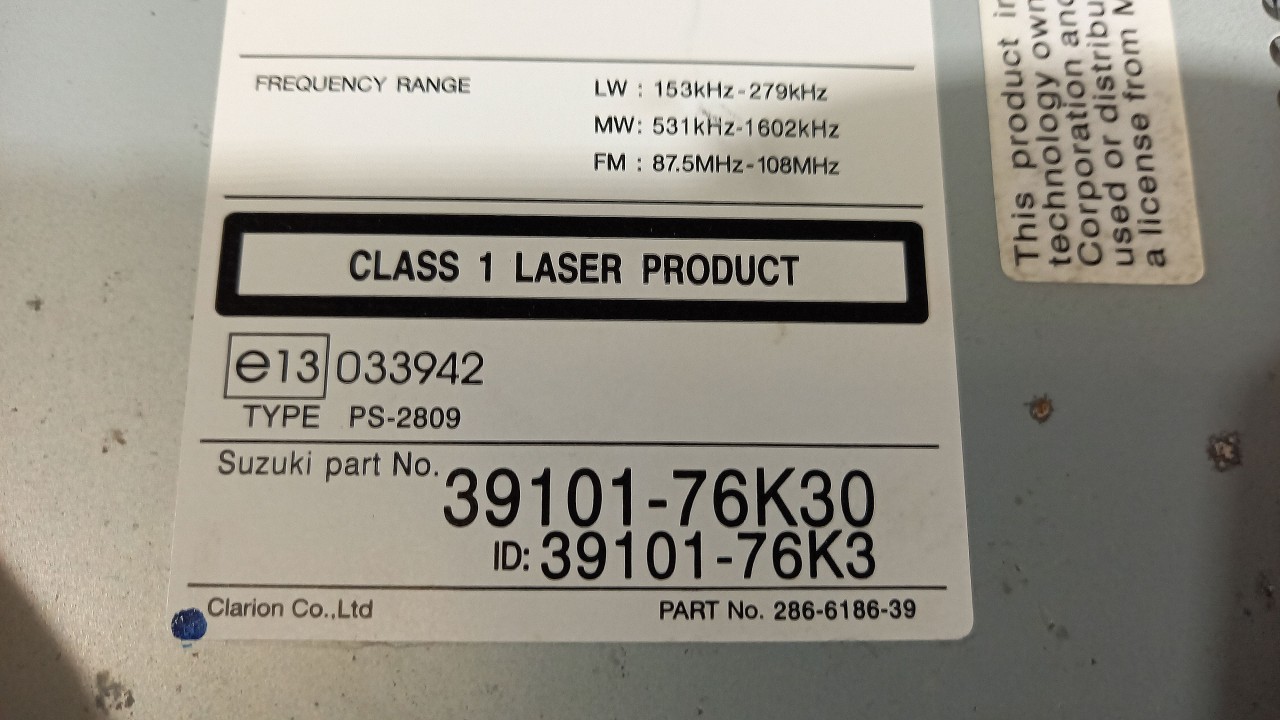 FREQUENCY RANGE
LW : 153kHz-279kHz
MW: 531kHz-1602kHz
FM : 87.5MHz-108MHz
CLASS 1 LASER PRODUCT
e13 033942
TYPE PS-2809
Suzuki part No. 39101-76K30
ID: 39101-76K3
Clarion Co.,Ltd PART No. 286-6186-39
This product
technology
Corporation
used or
a license from